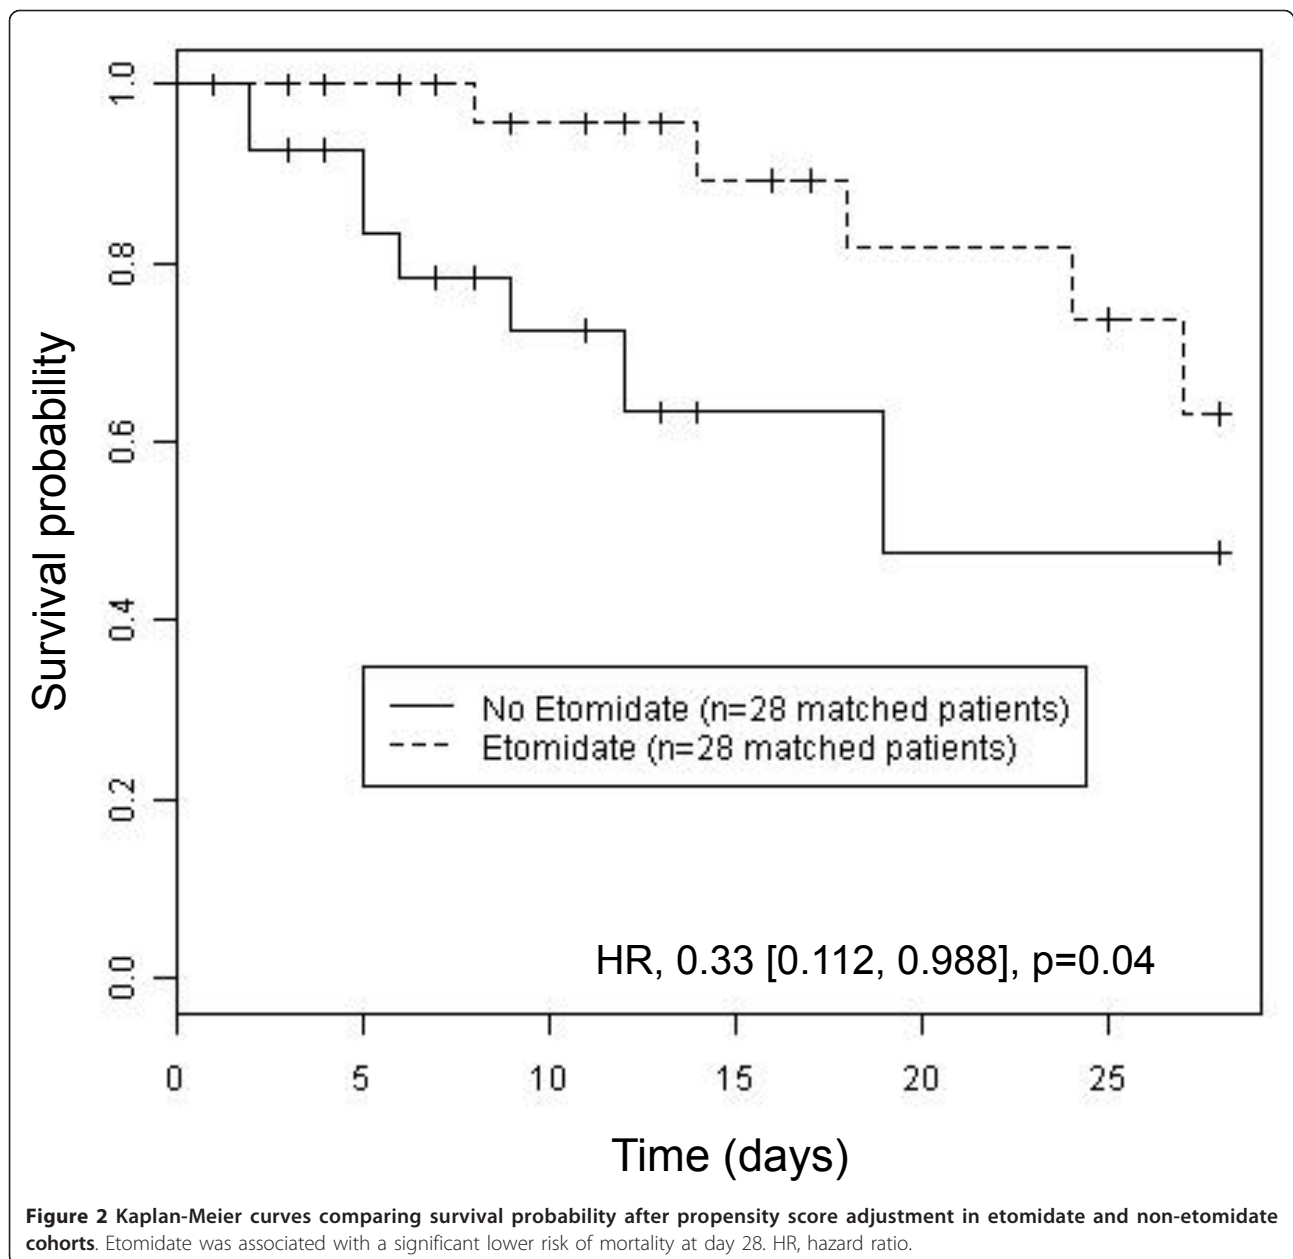 1.0
0.8
0.6
0.4
0.2
0.0
Survival probability
No Etomidate (n=28 matched patients)
Etomidate (n=28 matched patients)
HR, 0.33 [0.112, 0.988], p=0.04
0 5 10 15 20 25
Time (days)
Figure 2 Kaplan-Meier curves comparing survival probability after propensity score adjustment in etomidate and non-etomidate
cohorts. Etomidate was associated with a significant lower risk of mortality at day 28. HR, hazard ratio.